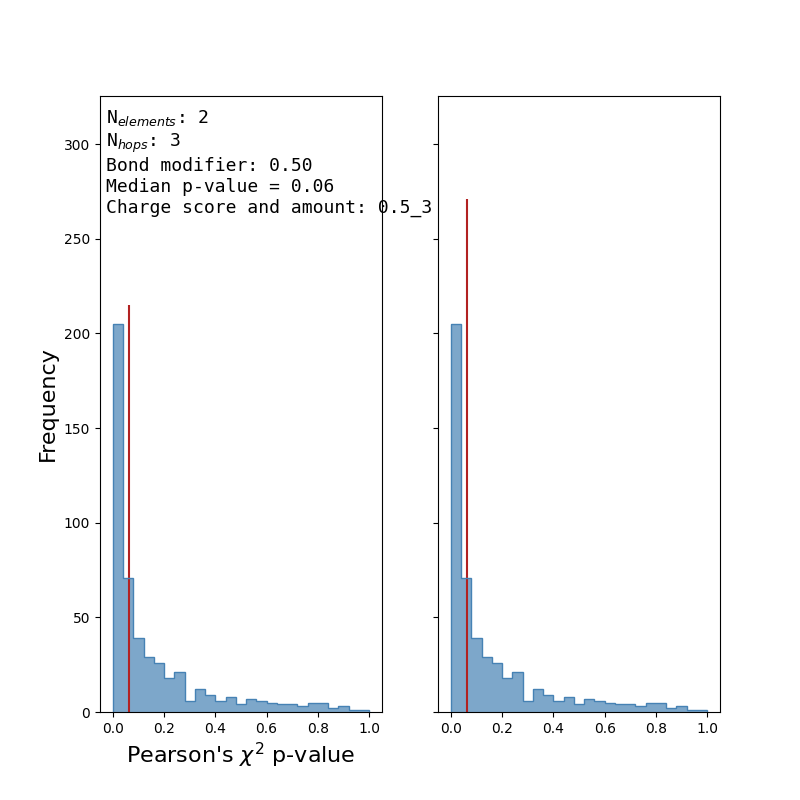 N_elements: 2
N_hops: 3
Bond modifier: 0.50
Median p-value = 0.06
Charge score and amount: 0.5_3
300
250
200
150
100
50
0
Frequency
0.0 0.2 0.4 0.6 0.8 1.0
0.0 0.2 0.4 0.6 0.8 1.0
Pearson's χ² p-value